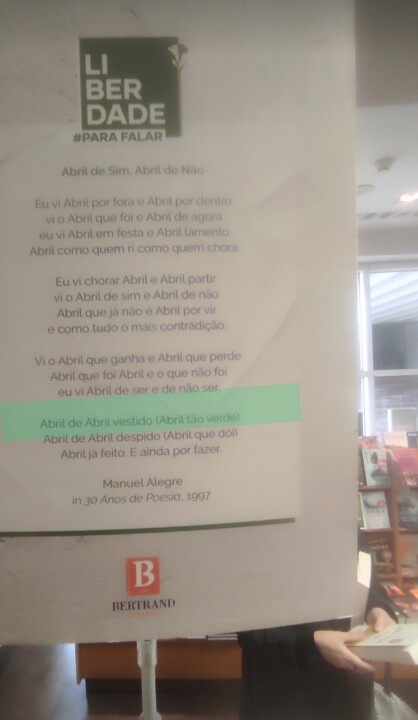 LI
BER
DADE
#PARA FALAR
Abril de Sim, Abril de Não
Eu vi Abril por fora e Abril por dentro
vi o Abril que foi e Abril de agora
eu vi Abril em festa e Abril lamento
Abril como quem ri como quem chora.
Eu vi chorar Abril e Abril partir
vi o Abril de sim e Abril de não
Abril que já não é Abril por vir
e como tudo o mais contradição.
Vi o Abril que ganha e Abril que perde
Abril que foi Abril e o que não foi
eu vi Abril de ser e de não ser.
Abril de Abril vestido (Abril tão verde)
Abril de Abril despido (Abril que dói)
Abril já feito. E ainda por fazer.
Manuel Alegre
in 30 Anos de Poesia, 1997
B
BERTRAND